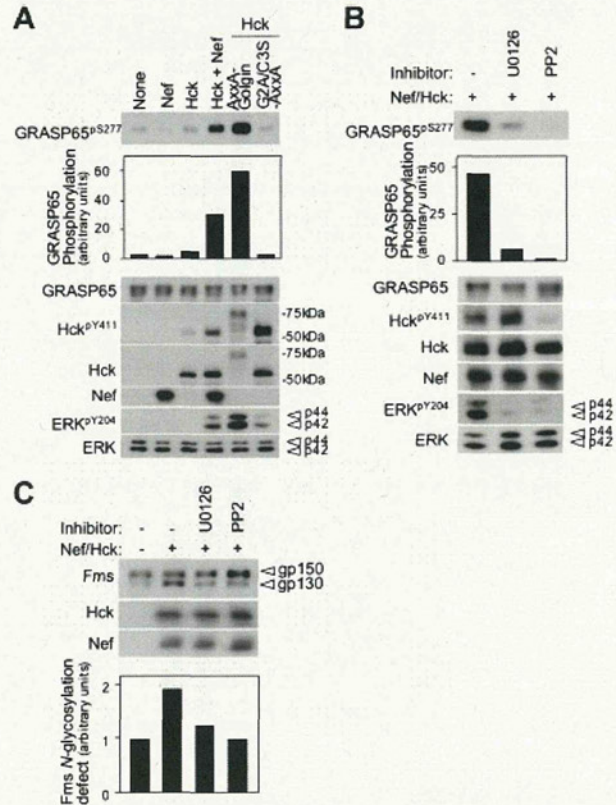 A
Hck
None
Nef
Hck
Hck + Nef
AxxA-
Golgin
G2A/C3S
-AxxA
GRASP65pS277
GRASP65
Phosphorylation
(arbitrary units)
60
40
20
0
GRASP65
HckpY411
-75kDa
-50kDa
Hck
-75kDa
-50kDa
Nef
ERKpY204
p44
p42
ERK
p44
p42
B
Inhibitor: - U0126 PP2
Nef/Hck: + + +
GRASP65pS277
GRASP65
Phosphorylation
(arbitrary units)
50
25
0
GRASP65
HckpY411
Hck
Nef
ERKpY204
p44
p42
ERK
p44
p42
C
Inhibitor: - - U0126 PP2
Nef/Hck: - + + +
Fms
gp150
gp130
Hck
Nef
Fms N-glycosylation
defect (arbitrary units)
2
1
0